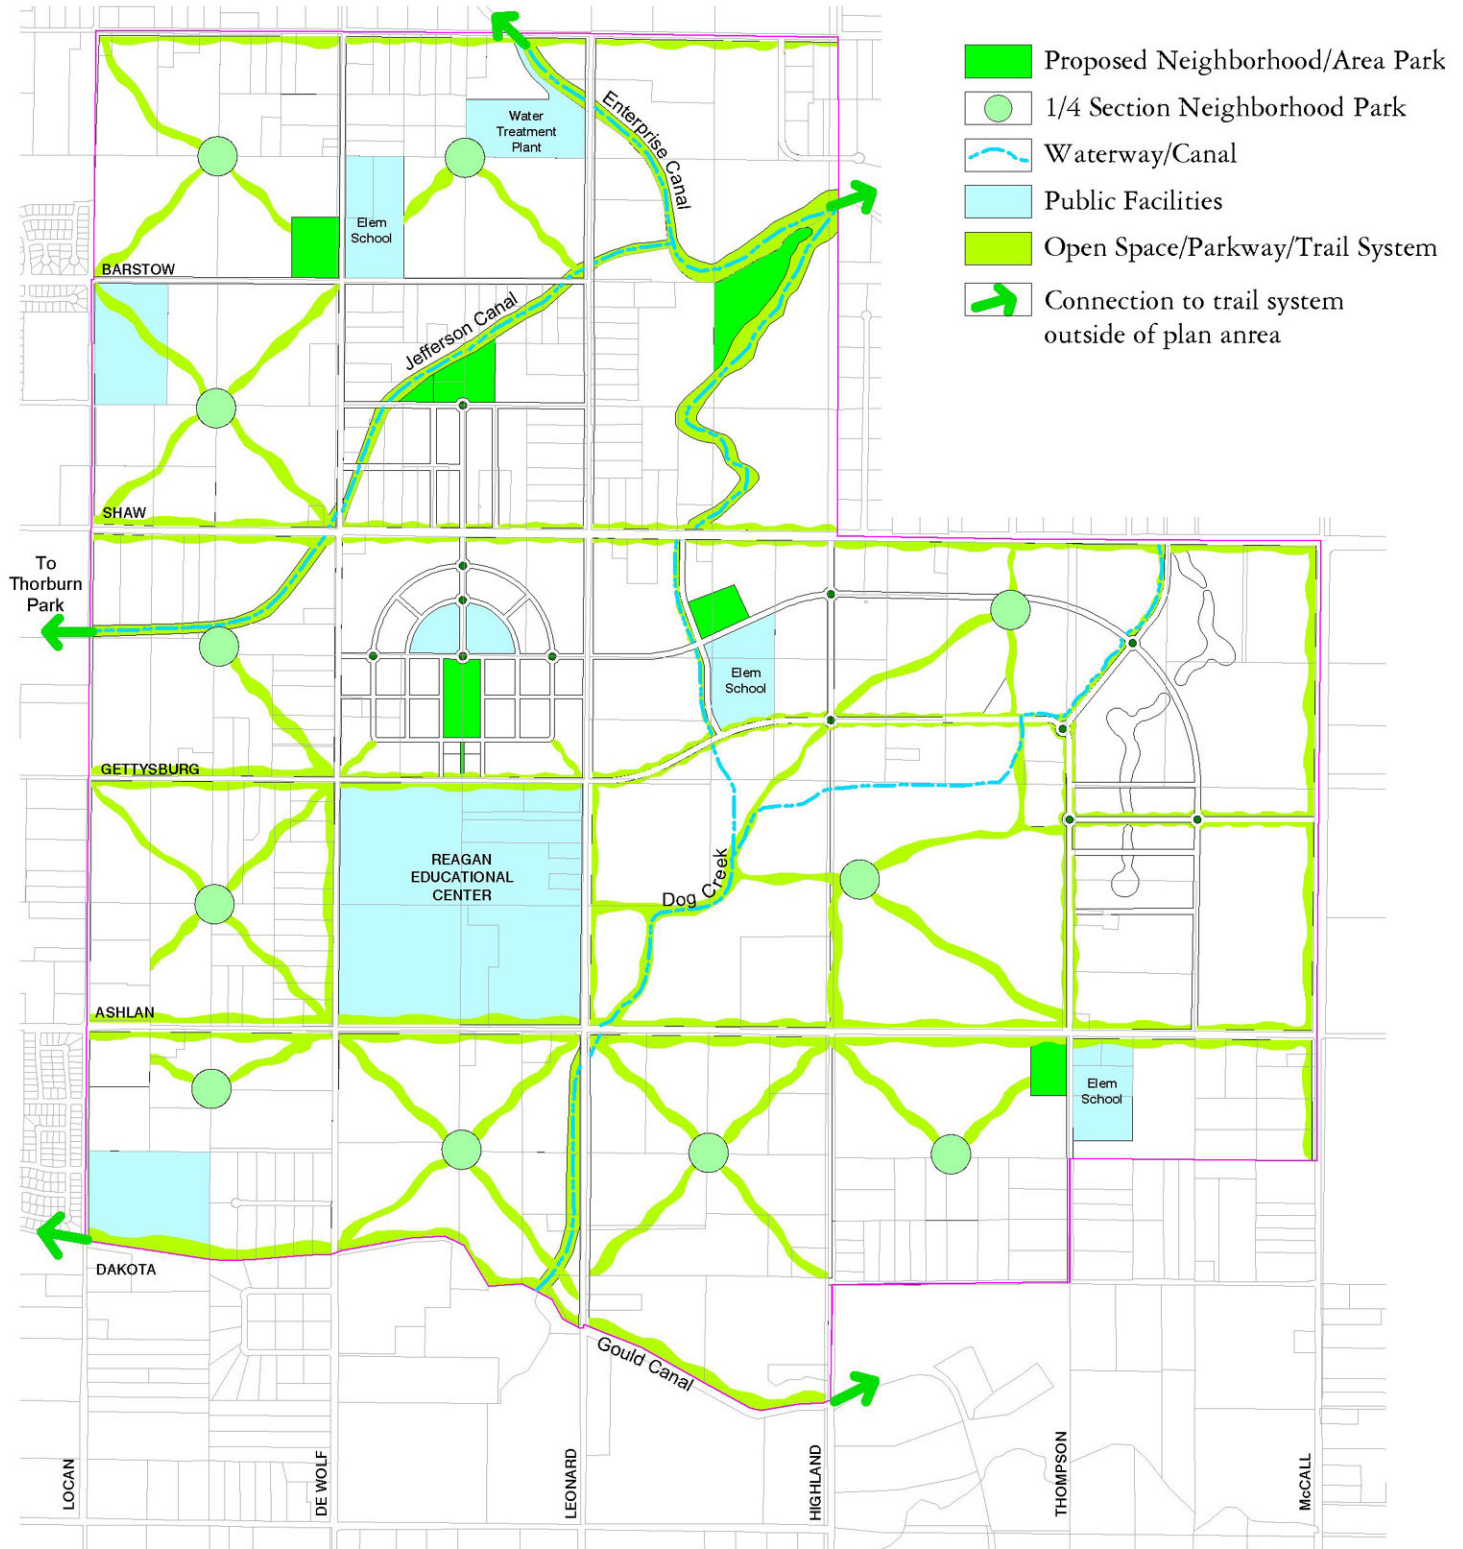 Proposed Neighborhood/Area Park
1/4 Section Neighborhood Park
Waterway/Canal
Public Facilities
Open Space/Parkway/Trail System
Connection to trail system
outside of plan anrea
Water
Treatment
Plant
Enterprise Canal
Elem
School
BARSTOW
Jefferson Canal
SHAW
To
Thorburn
Park
Elem
School
GETTYSBURG
REAGAN
EDUCATIONAL
CENTER
Dog Creek
ASHLAN
Elem
School
DAKOTA
Gould Canal
LOCAN
DE WOLF
LEONARD
HIGHLAND
THOMPSON
McCALL